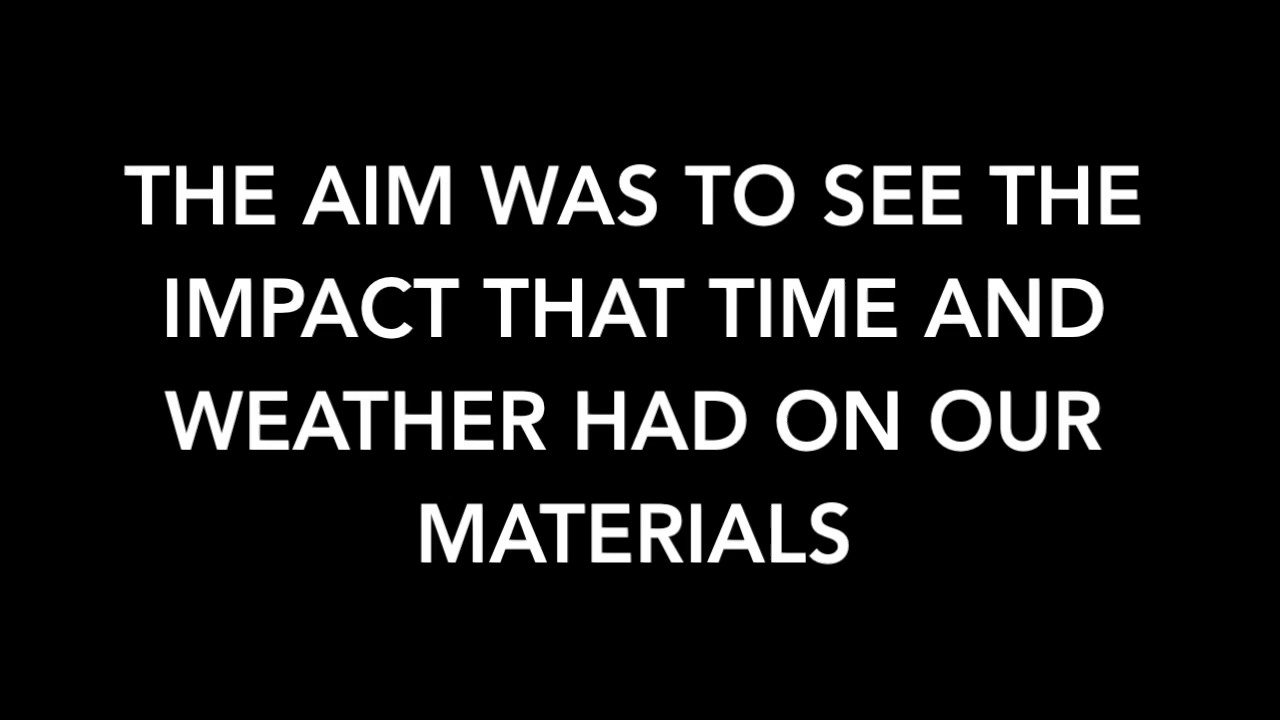 THE AIM WAS TO SEE THE
IMPACT THAT TIME AND
WEATHER HAD ON OUR
MATERIALS